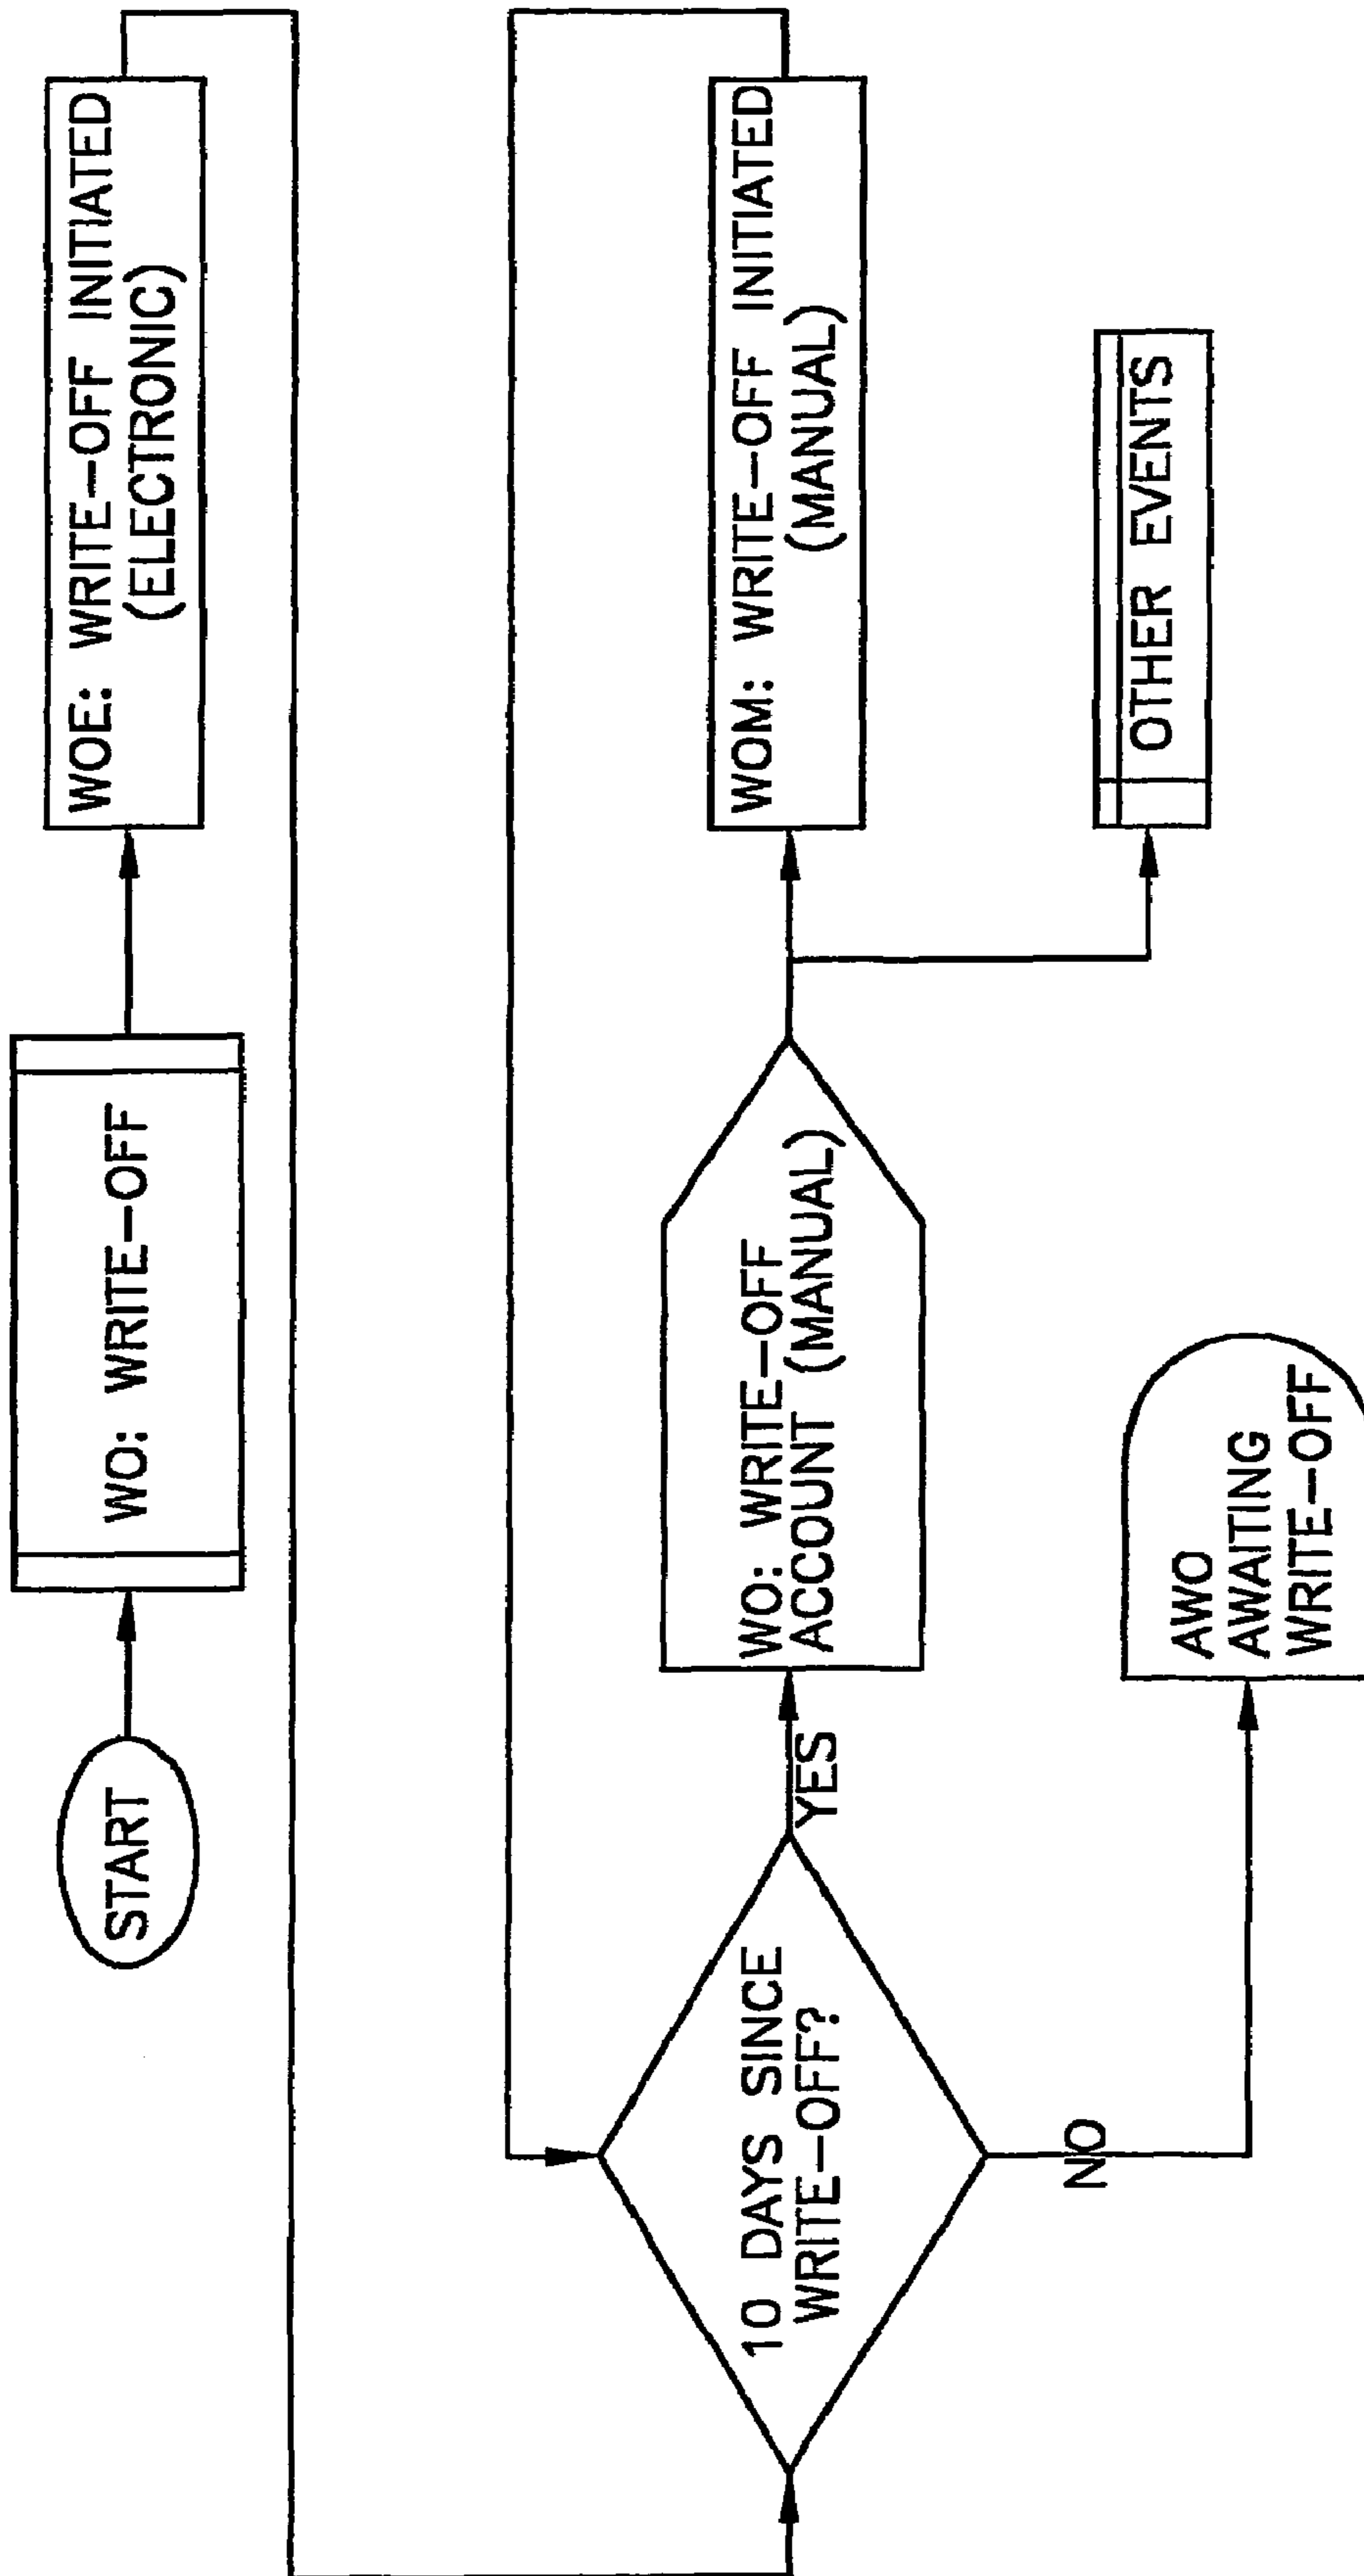 START
WO: WRITE-OFF
WOE: WRITE-OFF INITIATED
(ELECTRONIC)
10 DAYS SINCE
WRITE-OFF?
YES
NO
WO: WRITE-OFF
ACCOUNT (MANUAL)
WOM: WRITE-OFF INITIATED
(MANUAL)
AWO
AWAITING
WRITE-OFF
OTHER EVENTS